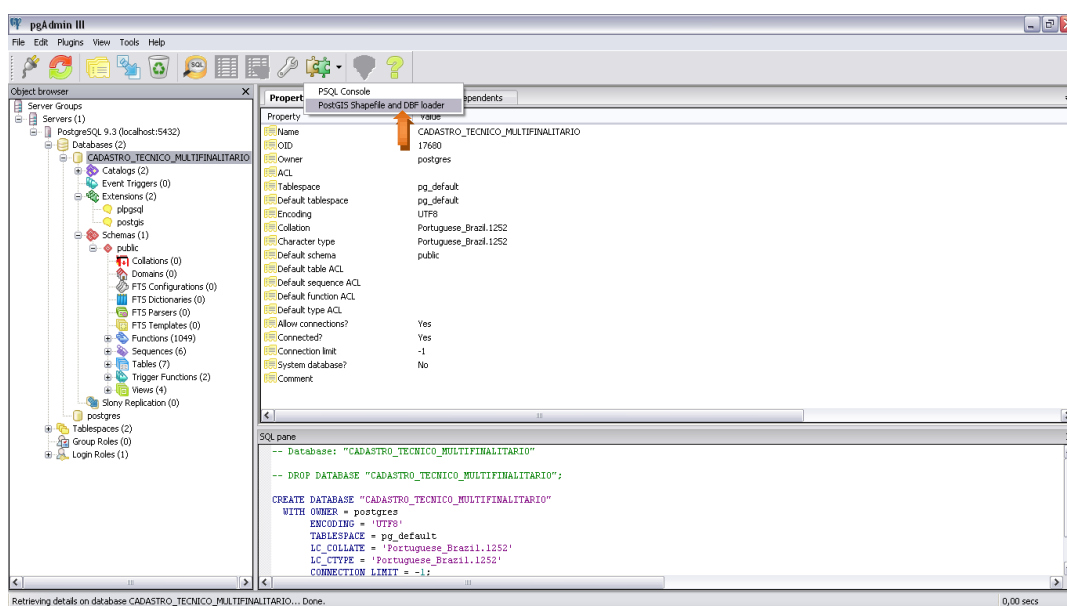 pgAdmin III
File Edit Plugins View Tools Help
SQL
Object browser
Server Groups
Servers (1)
PostgreSQL 9.3 (localhost:5432)
Databases (2)
CADASTRO_TECNICO_MULTIFINALITARIO
Catalogs (2)
Event Triggers (0)
Extensions (2)
plpgsql
postgis
Schemas (1)
public
Collations (0)
Domains (0)
FTS Configurations (0)
FTS Dictionaries (0)
FTS Parsers (0)
FTS Templates (0)
Functions (1049)
Sequences (6)
Tables (7)
Trigger Functions (2)
Views (4)
Slony Replication (0)
postgres
Tablespaces (2)
Group Roles (0)
Login Roles (1)
PSQL Console
PostGIS Shapefile and DBF loader
Propert pendents
Property Value
Name CADASTRO_TECNICO_MULTIFINALITARIO
OID 17680
Owner postgres
ACL
Tablespace pg_default
Default tablespace pg_default
Encoding UTF8
Collation Portuguese_Brazil.1252
Character type Portuguese_Brazil.1252
Default schema public
Default table ACL
Default sequence ACL
Default function ACL
Default type ACL
Allow connections? Yes
Connected? Yes
Connection limit -1
System database? No
Comment
SQL pane
-- Database: "CADASTRO_TECNICO_MULTIFINALITARIO"
-- DROP DATABASE "CADASTRO_TECNICO_MULTIFINALITARIO";
CREATE DATABASE "CADASTRO_TECNICO_MULTIFINALITARIO"
WITH OWNER = postgres
ENCODING = 'UTF8'
TABLESPACE = pg_default
LC_COLLATE = 'Portuguese_Brazil.1252'
LC_CTYPE = 'Portuguese_Brazil.1252'
CONNECTION LIMIT = -1;
Retrieving details on database CADASTRO_TECNICO_MULTIFINALITARIO... Done. 0,00 secs